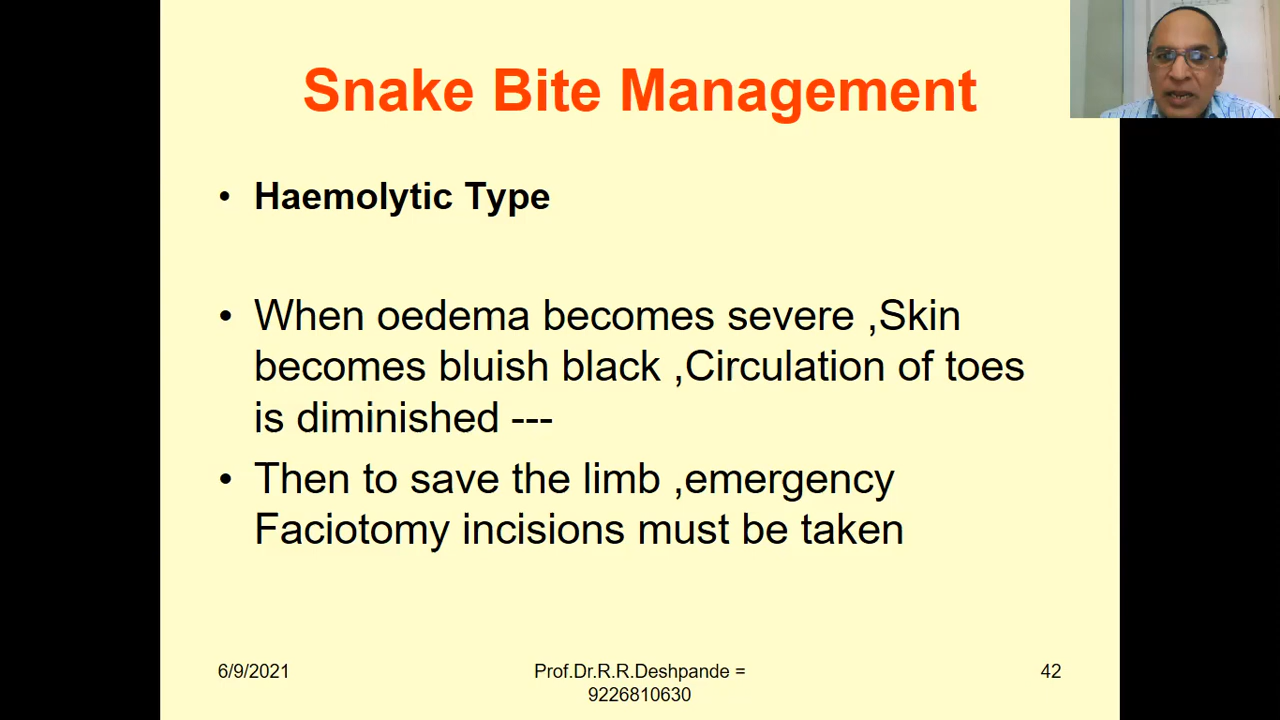 Snake Bite Management
• Haemolytic Type
• When oedema becomes severe ,Skin
becomes bluish black ,Circulation of toes
is diminished ---
• Then to save the limb ,emergency
Faciotomy incisions must be taken
6/9/2021
Prof.Dr.R.R.Deshpande =
9226810630
42